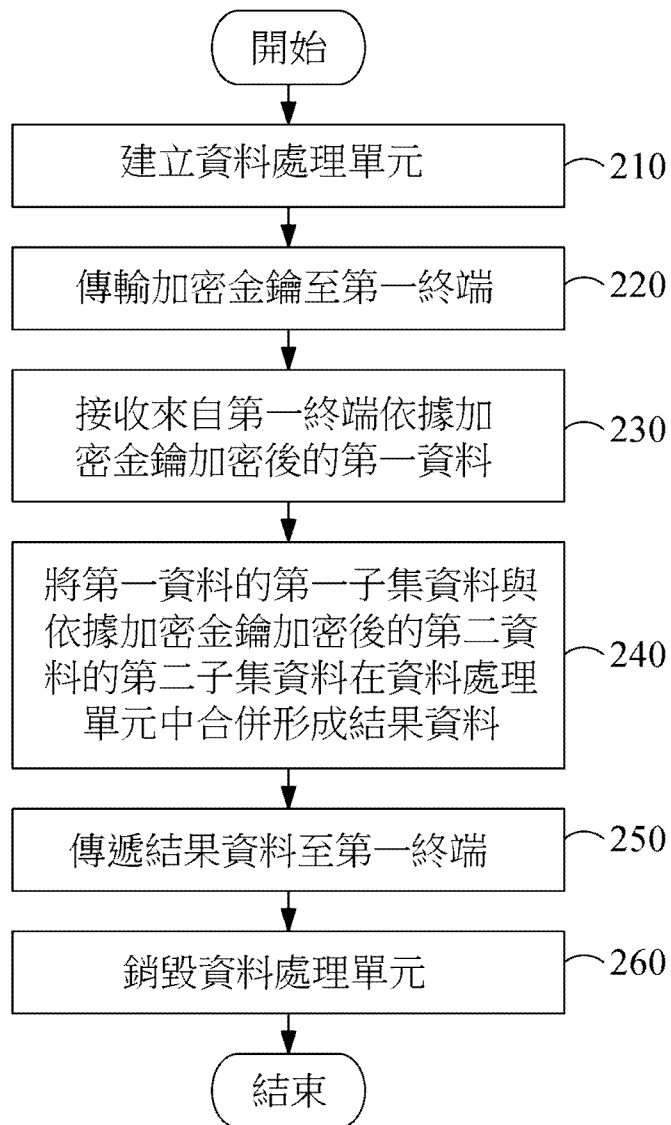 開始
建立資料處理單元
210
傳輸加密金鑰至第一終端
220
接收來自第一終端依據加
密金鑰加密後的第一資料
230
將第一資料的第一子集資料與
依據加密金鑰加密後的第二資
料的第二子集資料在資料處理
單元中合併形成結果資料
240
傳遞結果資料至第一終端
250
銷毀資料處理單元
260
結束